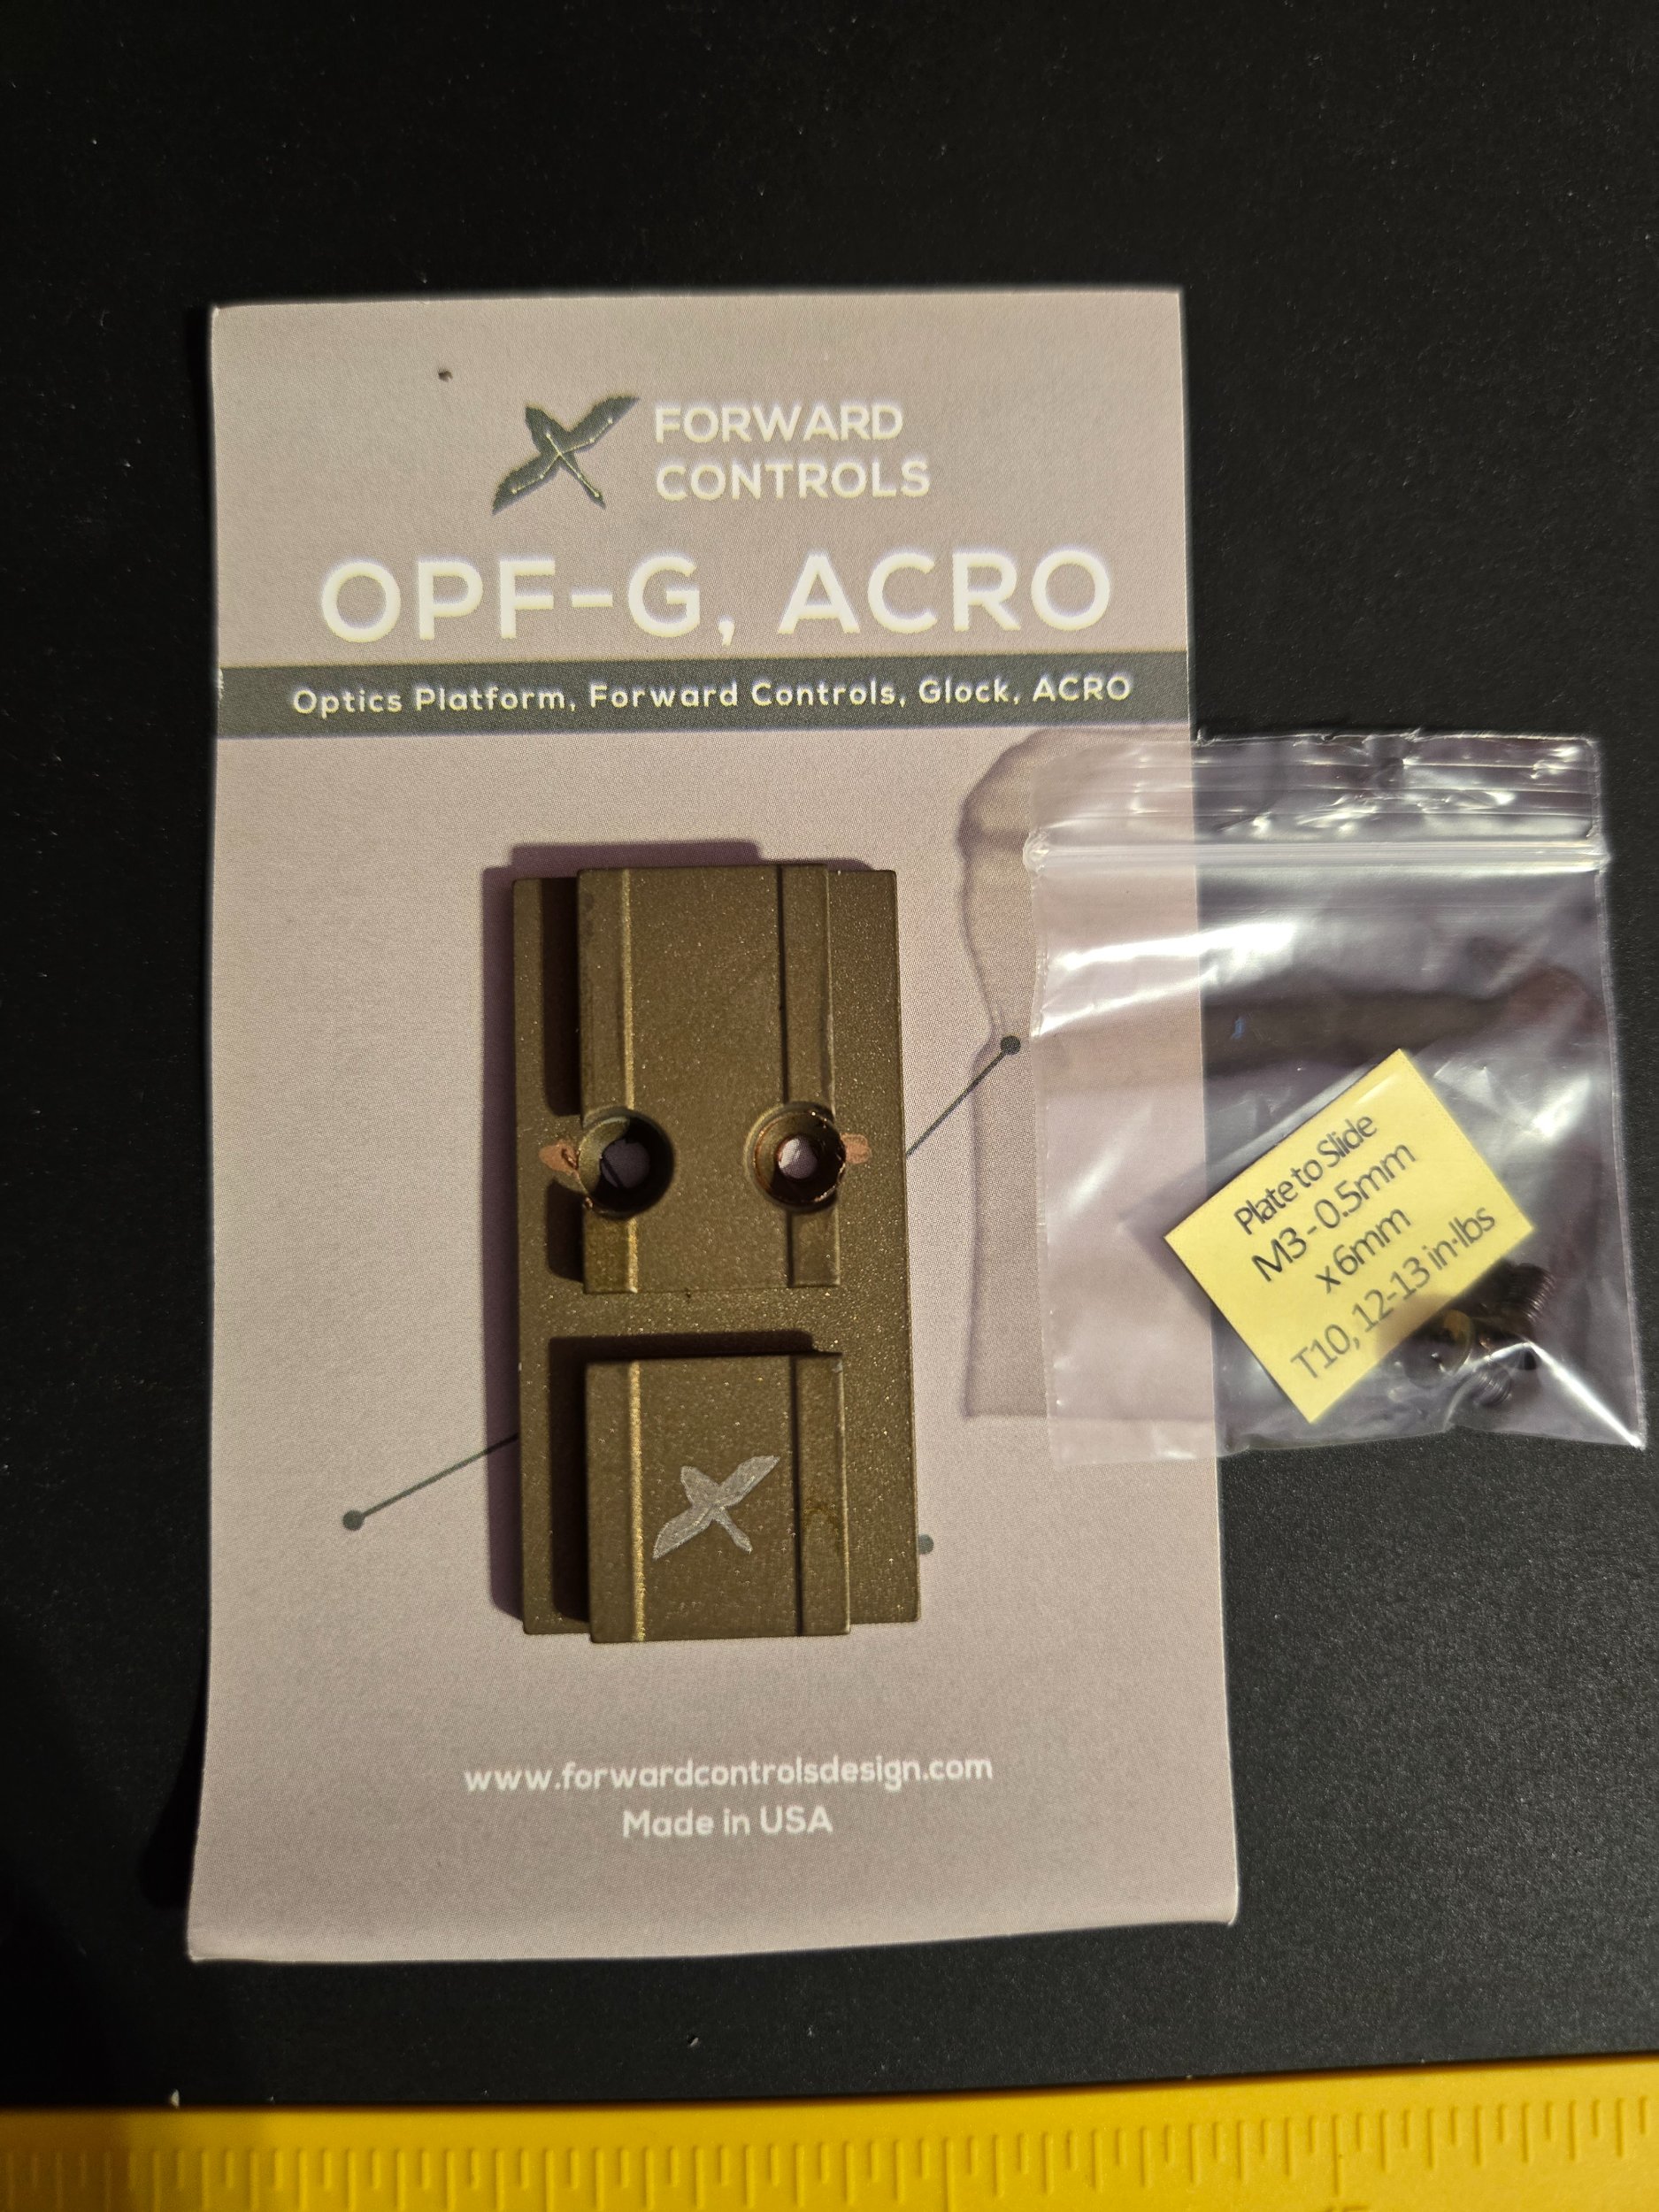 FORWARD
CONTROLS
OPF-G, ACRO
Optics Platform, Forward Controls, Glock, ACRO
Plate to Slide
M3 - 0.5mm
x 6mm
T10, 12-13 in-lbs
www.forwardcontrolsdesign.com
Made in USA